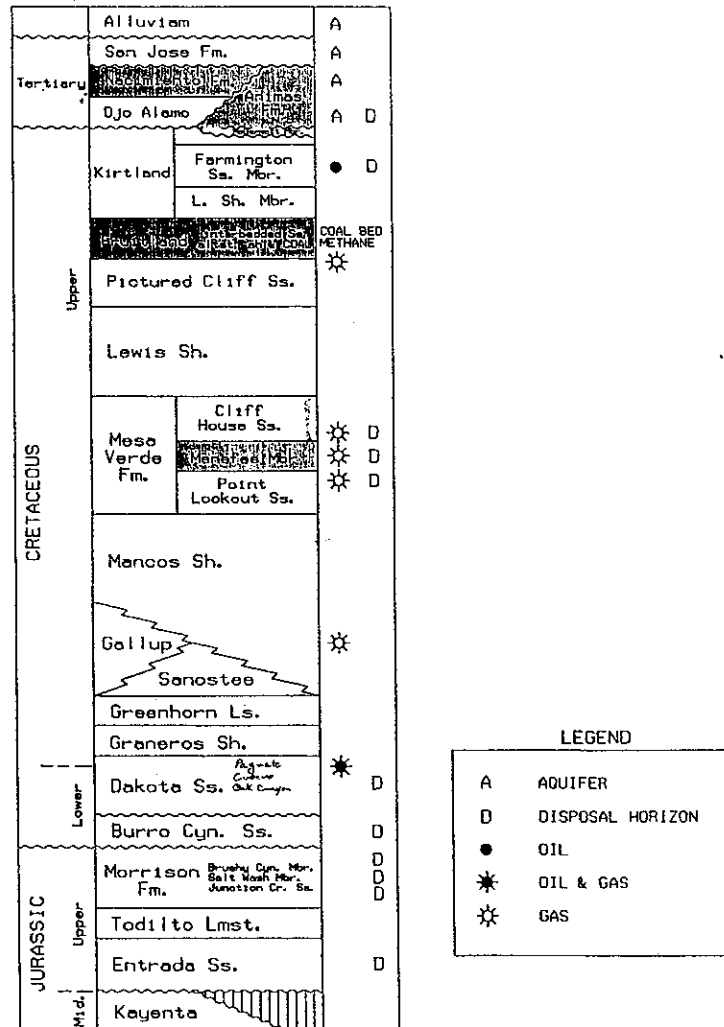 Alluviam
A
San Jose Fm.
A
Tertiary
Nacimiento Fm.
A
Animas
Fm.
Ojo Alamo
A D
Kirtland
Farmington
Ss. Mbr.
D
L. Sh. Mbr.
Fruitland
COAL
COAL BED
METHANE
CRETACEOUS
Upper
Pictured Cliff Ss.
Lewis Sh.
Mesa
Verde
Fm.
Cliff
House Ss.
D
Menefee Mbr.
D
Point
Lookout Ss.
D
Mancos Sh.
Gallup
Sanostee
Greenhorn Ls.
Graneros Sh.
Lower
Dakota Ss.
Oak Canyon
D
Burro Cyn. Ss.
D
JURASSIC
Upper
Morrison
Fm.
Brushy Cyn. Mbr.
Salt Wash Mbr.
Junction Cr. Ss.
D
D
D
Todilto Lmst.
Entrada Ss.
D
Mid.
Kayenta
LEGEND
A AQUIFER
D DISPOSAL HORIZON
OIL
OIL & GAS
GAS